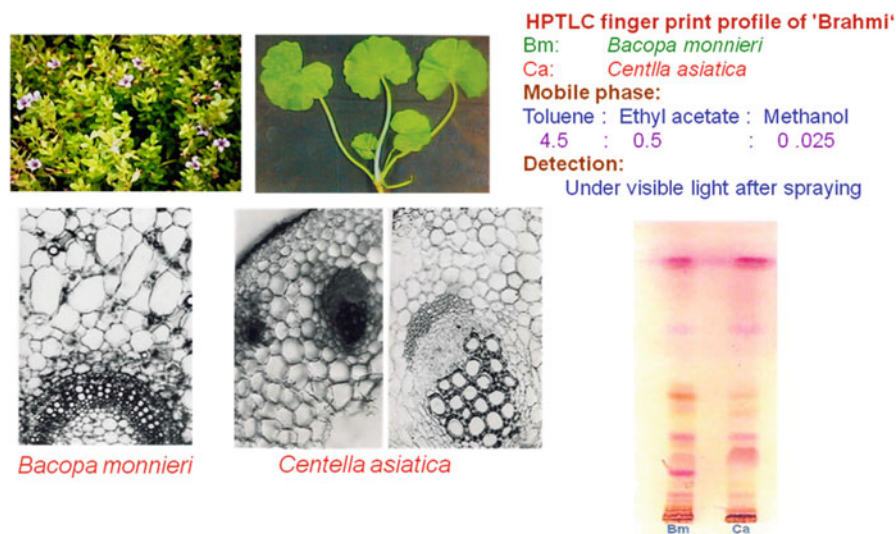 HPTLC finger print profile of 'Brahmi'
Bm: Bacopa monnieri
Ca: Centlla asiatica
Mobile phase:
Toluene : Ethyl acetate : Methanol
4.5 : 0.5 : 0 .025
Detection:
Under visible light after spraying
Bacopa monnieri
Centella asiatica
Bm Ca